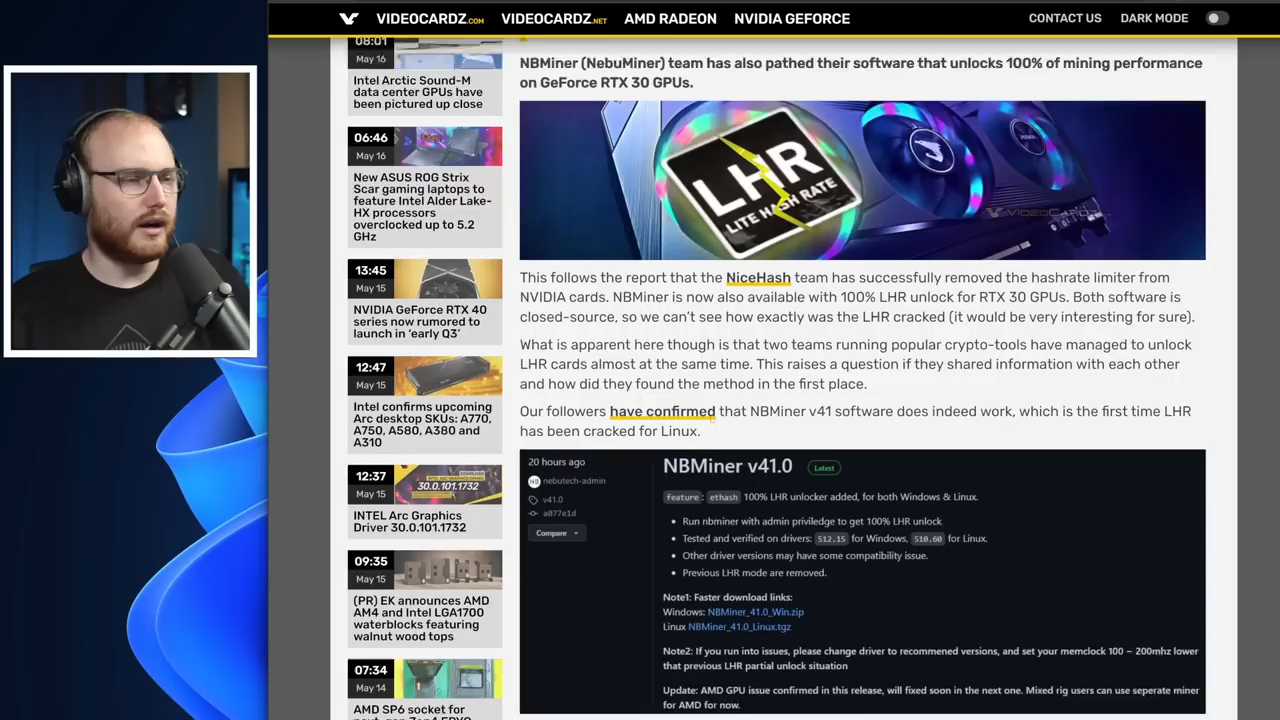 VIDEOCARDZ.COM VIDEOCARDZ.NET AMD RADEON NVIDIA GEFORCE CONTACT US DARK MODE
08:01
May 16
Intel Arctic Sound-M
data center GPUs have
been pictured up close
06:46
May 16
New ASUS ROG Strix
Scar gaming laptops to
feature Intel Alder Lake-
HX processors
overclocked up to 5.2
GHz
13:45
May 15
NVIDIA GeForce RTX 40
series now rumored to
launch in ‘early Q3’
12:47
May 15
Intel confirms upcoming
Arc desktop SKUs: A770,
A750, A580, A380 and
A310
12:37
May 15
30.0.101.1732
INTEL Arc Graphics
Driver 30.0.101.1732
09:35
May 15
(PR) EK announces AMD
AM4 and Intel LGA1700
waterblocks featuring
walnut wood tops
07:34
May 14
AMD SP6 socket for
NBMiner (NebuMiner) team has also pathed their software that unlocks 100% of mining performance
on GeForce RTX 30 GPUs.
LHR
LITE HASH RATE
VIDEOCARDZ
This follows the report that the NiceHash team has successfully removed the hashrate limiter from
NVIDIA cards. NBMiner is now also available with 100% LHR unlock for RTX 30 GPUs. Both software is
closed-source, so we can’t see how exactly was the LHR cracked (it would be very interesting for sure).
What is apparent here though is that two teams running popular crypto-tools have managed to unlock
LHR cards almost at the same time. This raises a question if they shared information with each other
and how did they found the method in the first place.
Our followers have confirmed that NBMiner v41 software does indeed work, which is the first time LHR
has been cracked for Linux.
20 hours ago
NB nebutech-admin
v41.0
a077e1d
Compare
NBMiner v41.0 Latest
feature: ethash 100% LHR unlocker added, for both Windows & Linux.
• Run nbminer with admin priviledge to get 100% LHR unlock
• Tested and verified on drivers: 512.15 for Windows, 510.60 for Linux.
• Other driver versions may have some compatibility issue.
• Previous LHR mode are removed.
Note1: Faster download links:
Windows: NBMiner_41.0_Win.zip
Linux NBMiner_41.0_Linux.tgz
Note2: If you run into issues, please change driver to recommened versions, and set your memclock 100 ~ 200mhz lower
that previous LHR partial unlock situation
Update: AMD GPU issue confirmed in this release, will fixed soon in the next one. Mixed rig users can use seperate miner
for AMD for now.